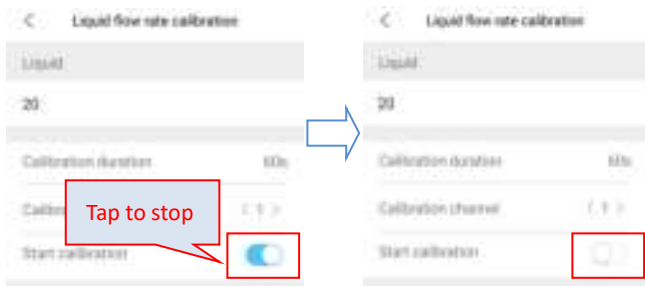 Liquid flow rate calibration
Liquid
20
Calibration duration 60s
Tap to stop
( 1 >
Start calibration
Liquid flow rate calibration
Liquid
20
Calibration duration 60s
Calibration channel ( 1 >
Start calibration